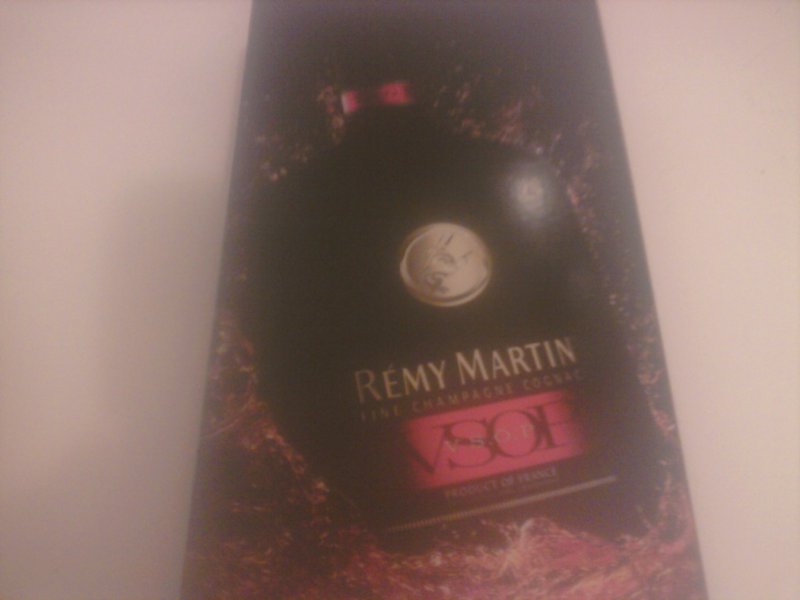 RÉMY MARTIN
FINE CHAMPAGNE COGNAC
VSOP
PRODUCT OF FRANCE